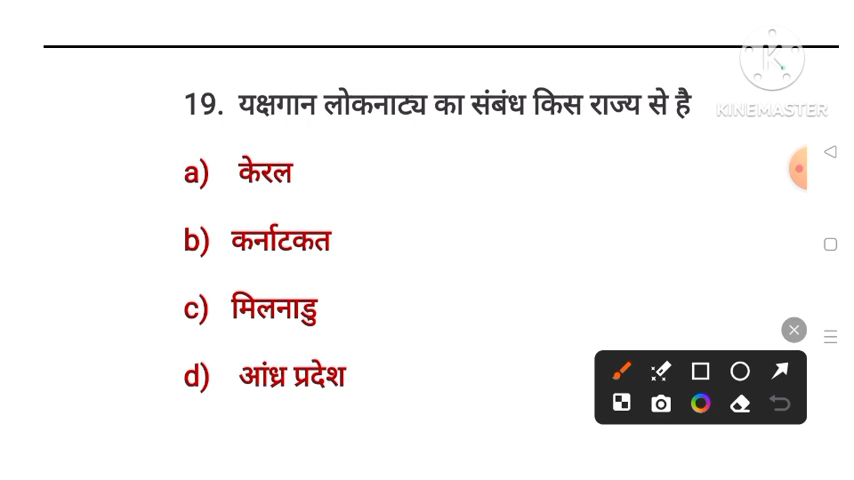 19. यक्षगान लोकनाट्य का संबंध किस राज्य से है
KINEMASTER
a) केरल
b) कर्नाटकत
c) मिलनाडु
d) आंध्र प्रदेश